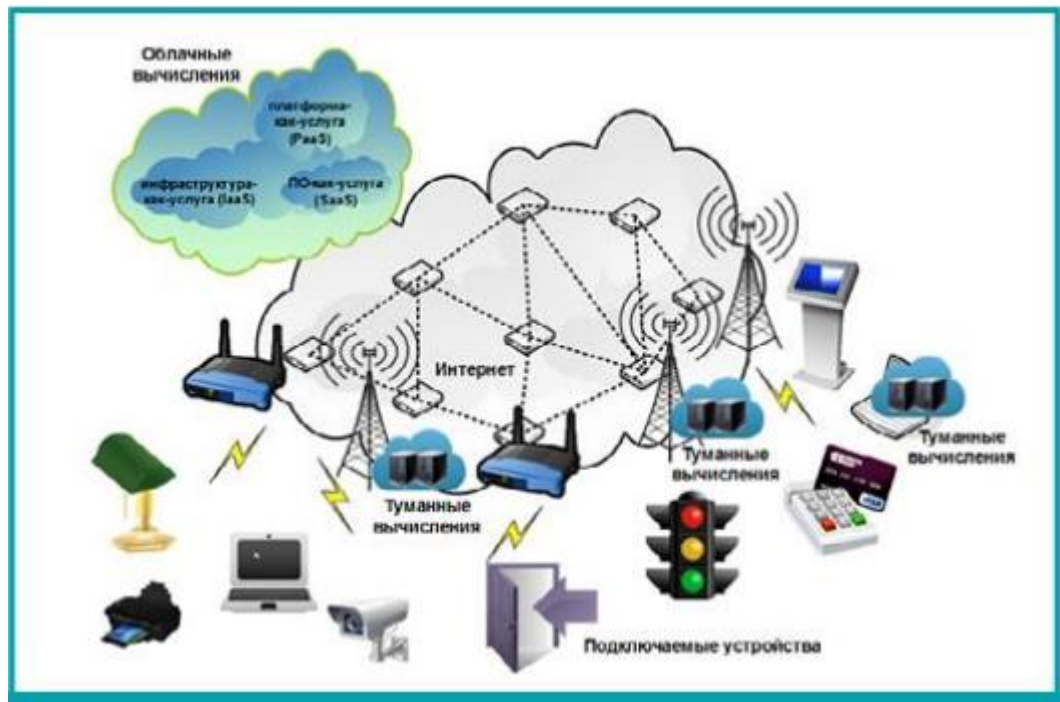 Облачные
вычисления
платформа-
как-услуга
(PaaS)
инфраструктура-
как-услуга (IaaS)
ПО-как-услуга
(SaaS)
Интернет
Туманные
вычисления
Туманные
вычисления
Туманные
вычисления
Подключаемые устройства
VISA